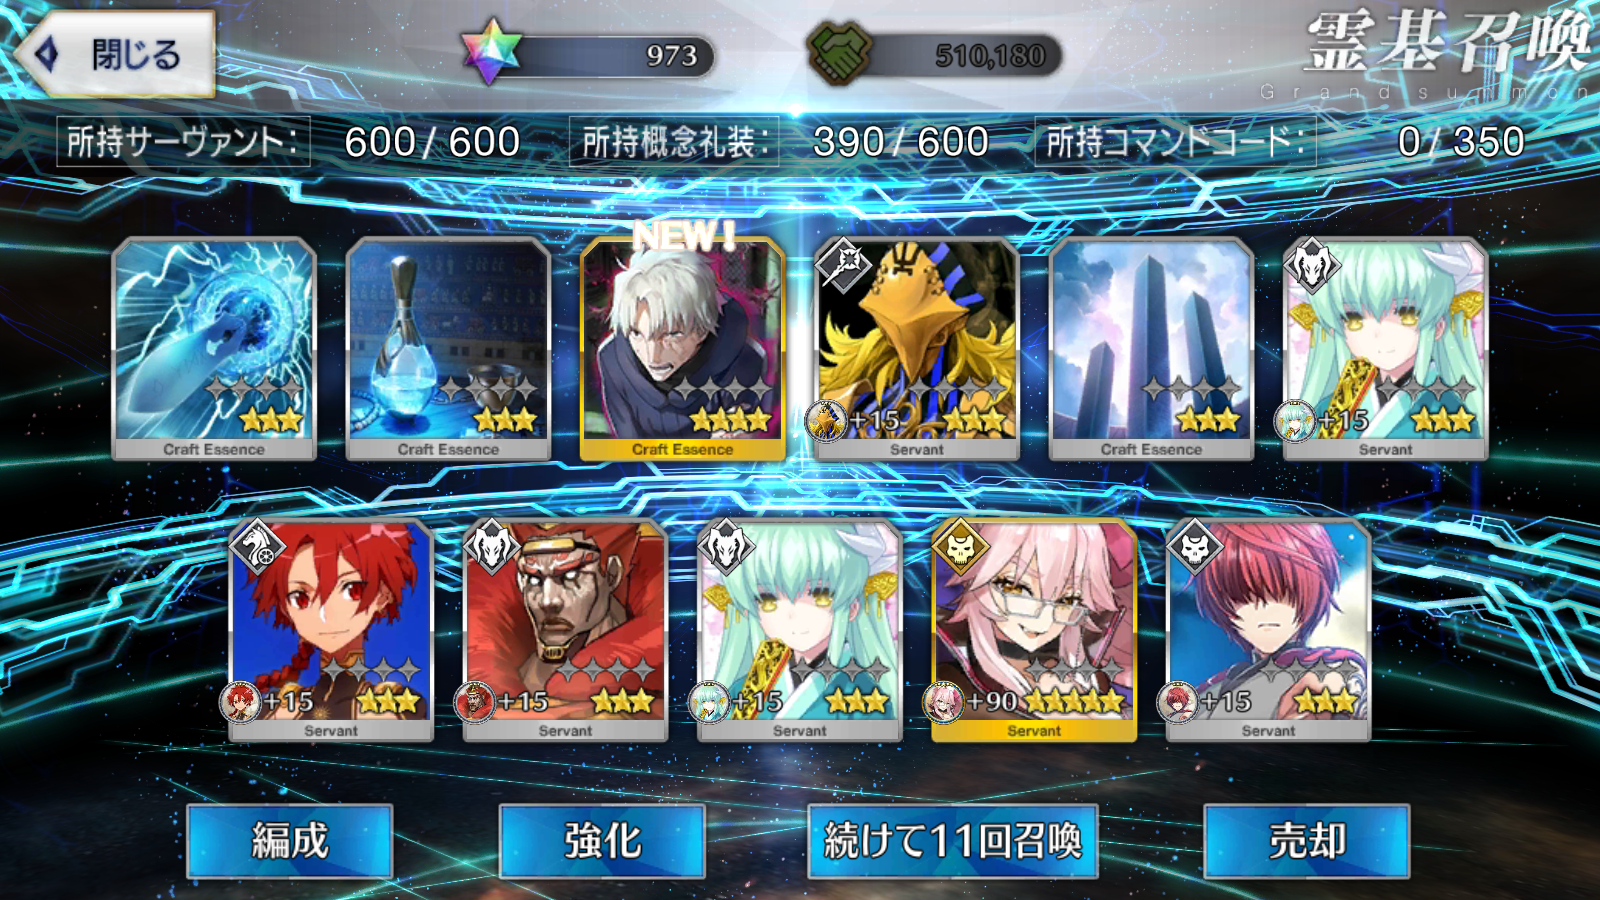 閉じる
973
510,180
霊基召喚
Grand summon
所持サーヴァント: 600 / 600
所持概念礼装: 390 / 600
所持コマンドコード: 0 / 350
NEW!
+15
+15
Craft Essence
Craft Essence
Craft Essence
Servant
Craft Essence
Servant
+15
+15
+15
+90
+15
Servant
Servant
Servant
Servant
Servant
編成
強化
続けて11回召喚
売却